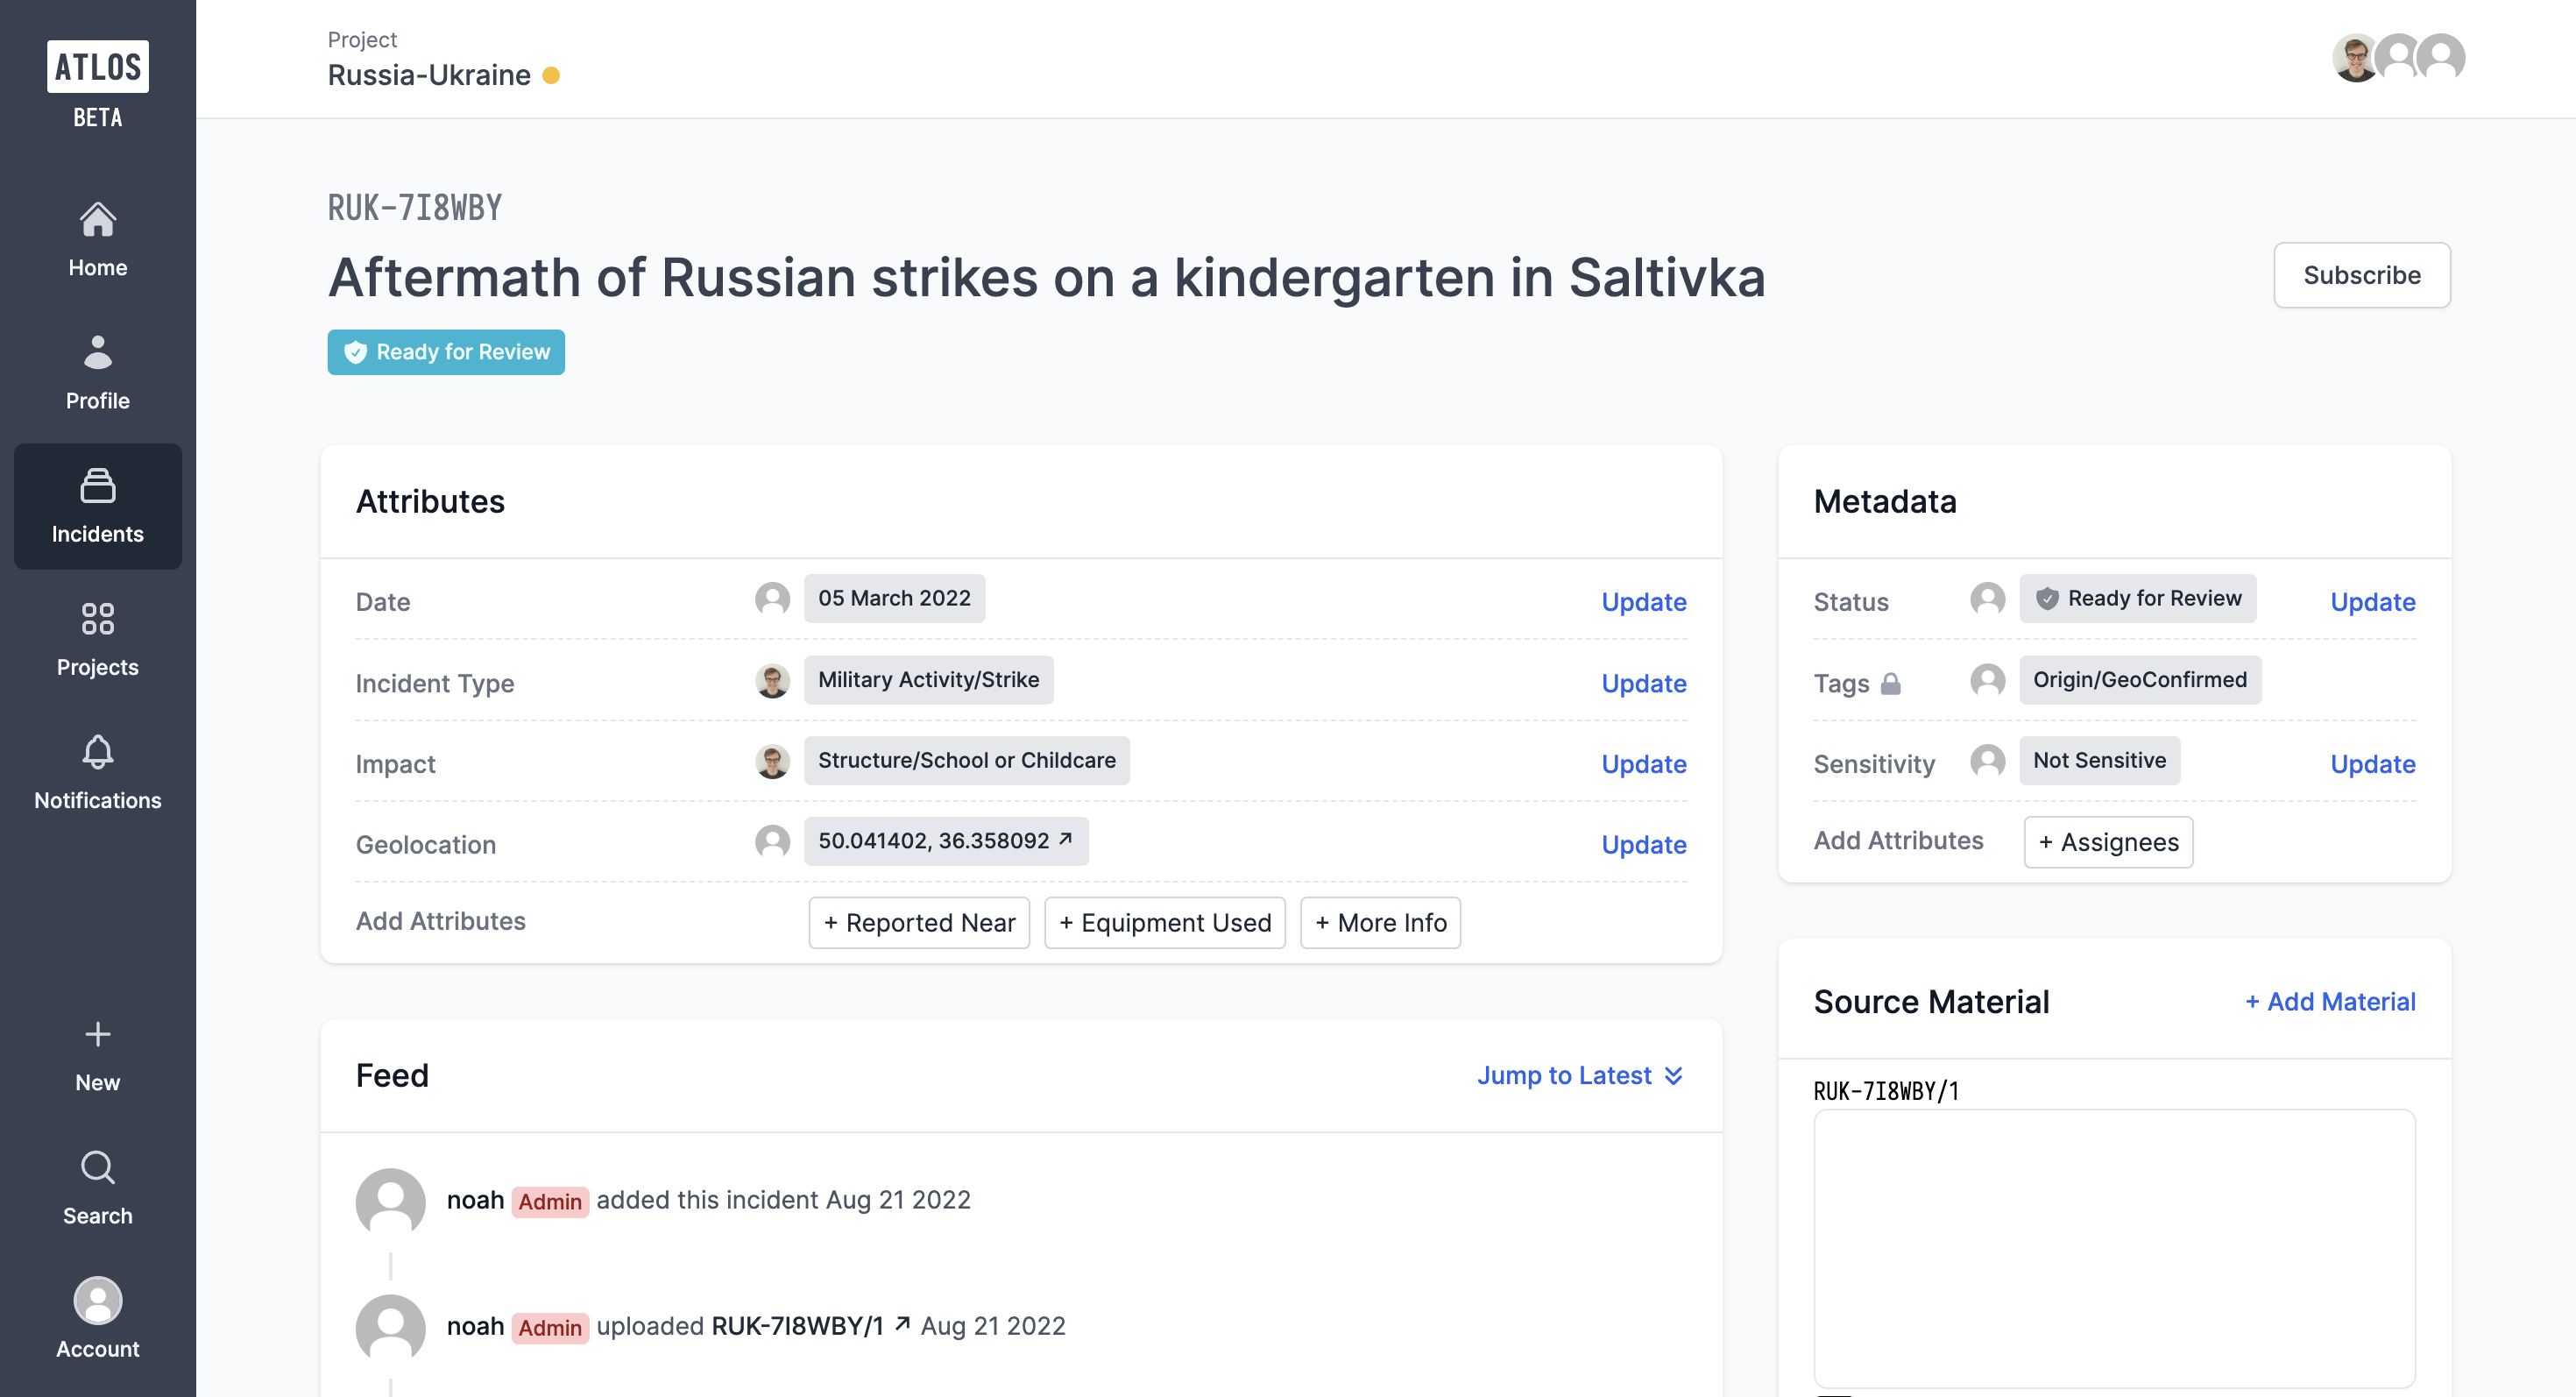 ATLOS
BETA
Home
Profile
Incidents
Projects
Notifications
New
Search
Account
Project
Russia-Ukraine
RUK-7I8WBY
Aftermath of Russian strikes on a kindergarten in Saltivka
Subscribe
Ready for Review
Attributes
Date 05 March 2022 Update
Incident Type Military Activity/Strike Update
Impact Structure/School or Childcare Update
Geolocation 50.041402, 36.358092 ↗ Update
Add Attributes + Reported Near + Equipment Used + More Info
Feed Jump to Latest
noah Admin added this incident Aug 21 2022
noah Admin uploaded RUK-7I8WBY/1 ↗ Aug 21 2022
Metadata
Status Ready for Review Update
Tags Origin/GeoConfirmed
Sensitivity Not Sensitive Update
Add Attributes + Assignees
Source Material + Add Material
RUK-7I8WBY/1